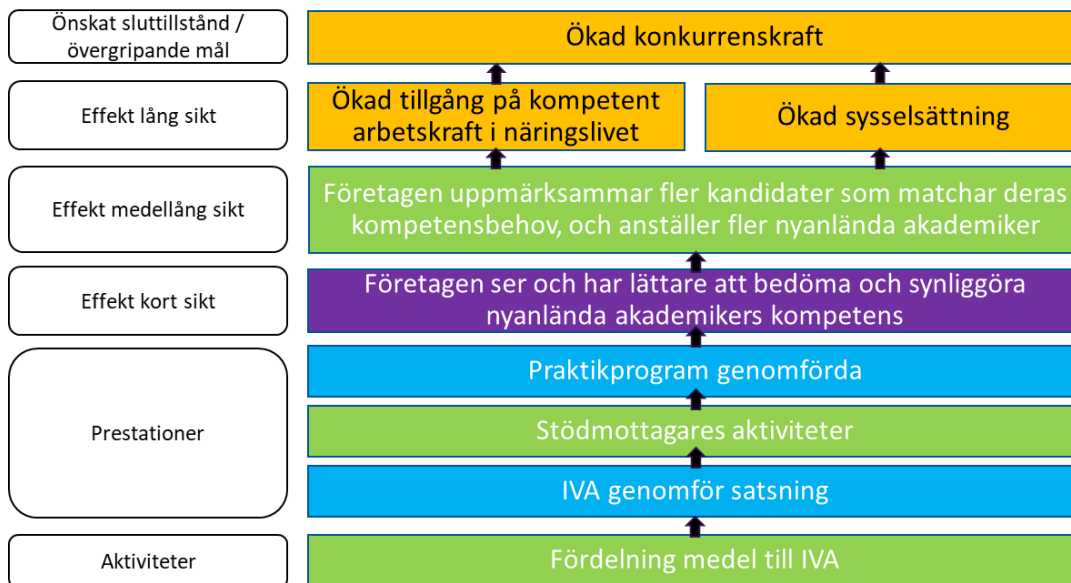 Önskat sluttillstånd /
övergripande mål
Ökad konkurrenskraft
Effekt lång sikt
Ökad tillgång på kompetent
arbetskraft i näringslivet
Ökad sysselsättning
Effekt medellång sikt
Företagen uppmärksammar fler kandidater som matchar deras
kompetensbehov, och anställer fler nyanlända akademiker
Effekt kort sikt
Företagen ser och har lättare att bedöma och synliggöra
nyanlända akademikers kompetens
Prestationer
Praktikprogram genomförda
Stödmottagares aktiviteter
IVA genomför satsning
Aktiviteter
Fördelning medel till IVA